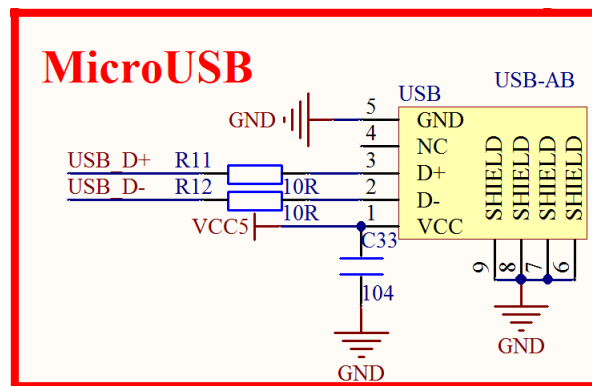 MicroUSB
USB
USB-AB
GND
5
GND
4
NC
USB_D+
R11
3
D+
USB_D-
R12
10R
2
D-
VCC5
10R
1
VCC
C33
104
GND
SHIELD
SHIELD
SHIELD
SHIELD
9
8
7
6
GND